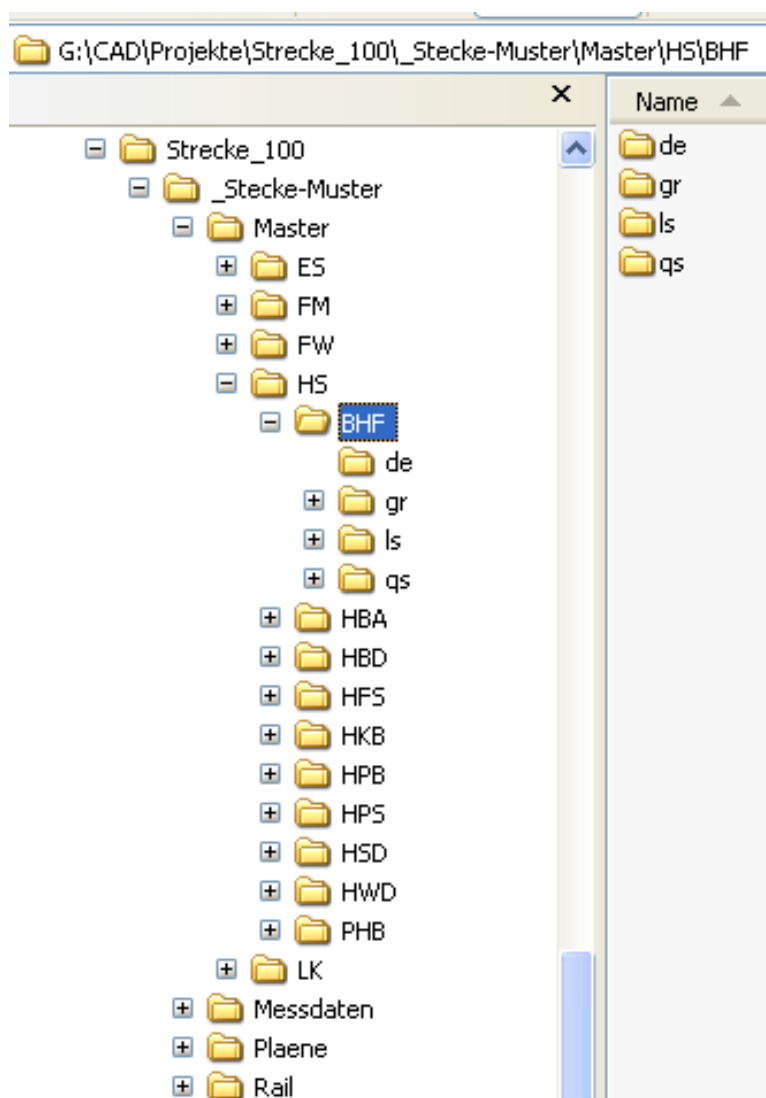 G:\CAD\Projekte\Strecke_100\_Stecke-Muster\Master\HS\BHF
Strecke_100
_Stecke-Muster
Master
ES
FM
FW
HS
BHF
de
gr
ls
qs
HBA
HBD
HFS
HKB
HPB
HPS
HSD
HWD
PHB
LK
Messdaten
Plaene
Rail
Name
de
gr
ls
qs